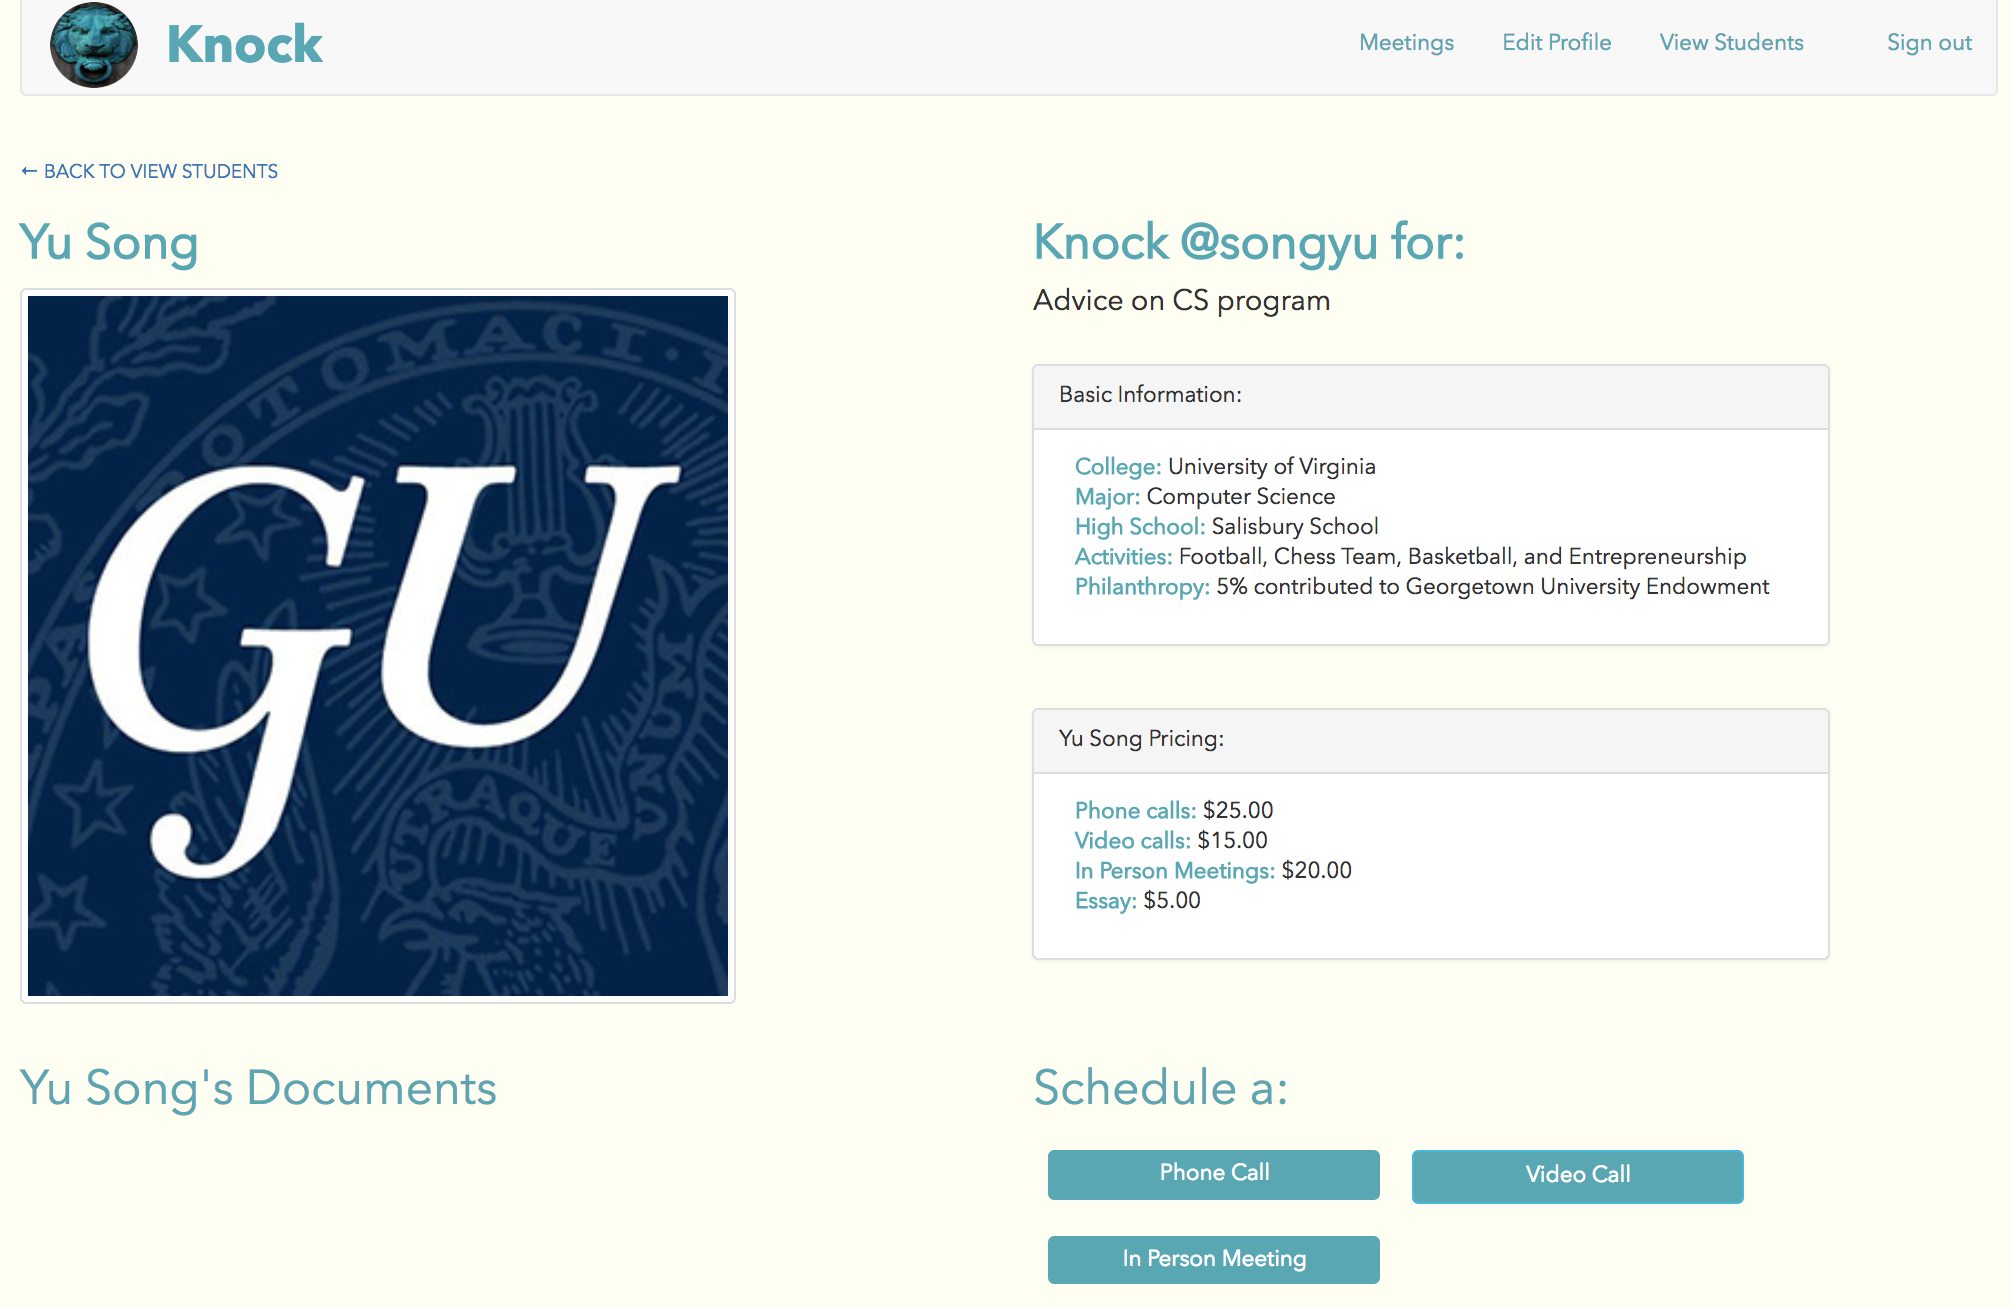 Knock
Meetings
Edit Profile
View Students
Sign out
← BACK TO VIEW STUDENTS
Yu Song
POTOMACI
GU
UTRAQUE
UNUM
Knock @songyu for:
Advice on CS program
Basic Information:
College: University of Virginia
Major: Computer Science
High School: Salisbury School
Activities: Football, Chess Team, Basketball, and Entrepreneurship
Philanthropy: 5% contributed to Georgetown University Endowment
Yu Song Pricing:
Phone calls: $25.00
Video calls: $15.00
In Person Meetings: $20.00
Essay: $5.00
Yu Song's Documents
Schedule a:
Phone Call
Video Call
In Person Meeting